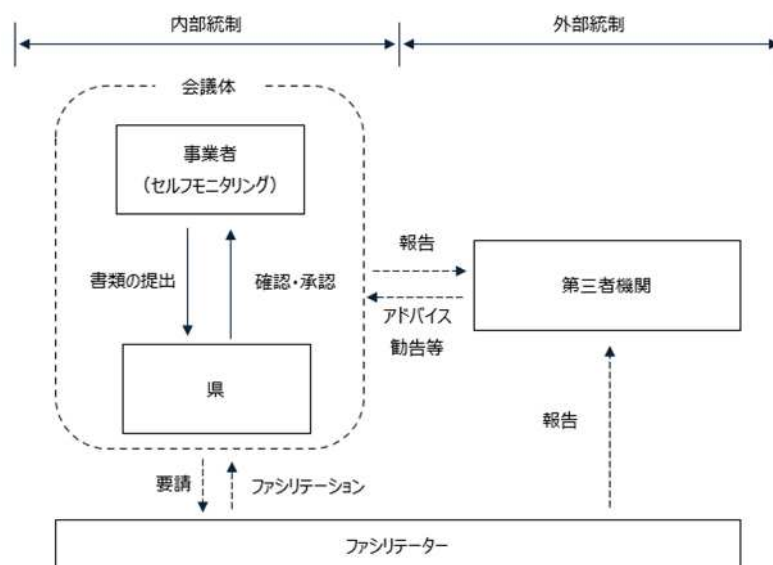 内部統制
外部統制
会議体
事業者
(セルフモニタリング)
書類の提出
確認・承認
県
報告
アドバイス
勧告等
第三者機関
報告
要請
ファシリテーション
ファシリテーター